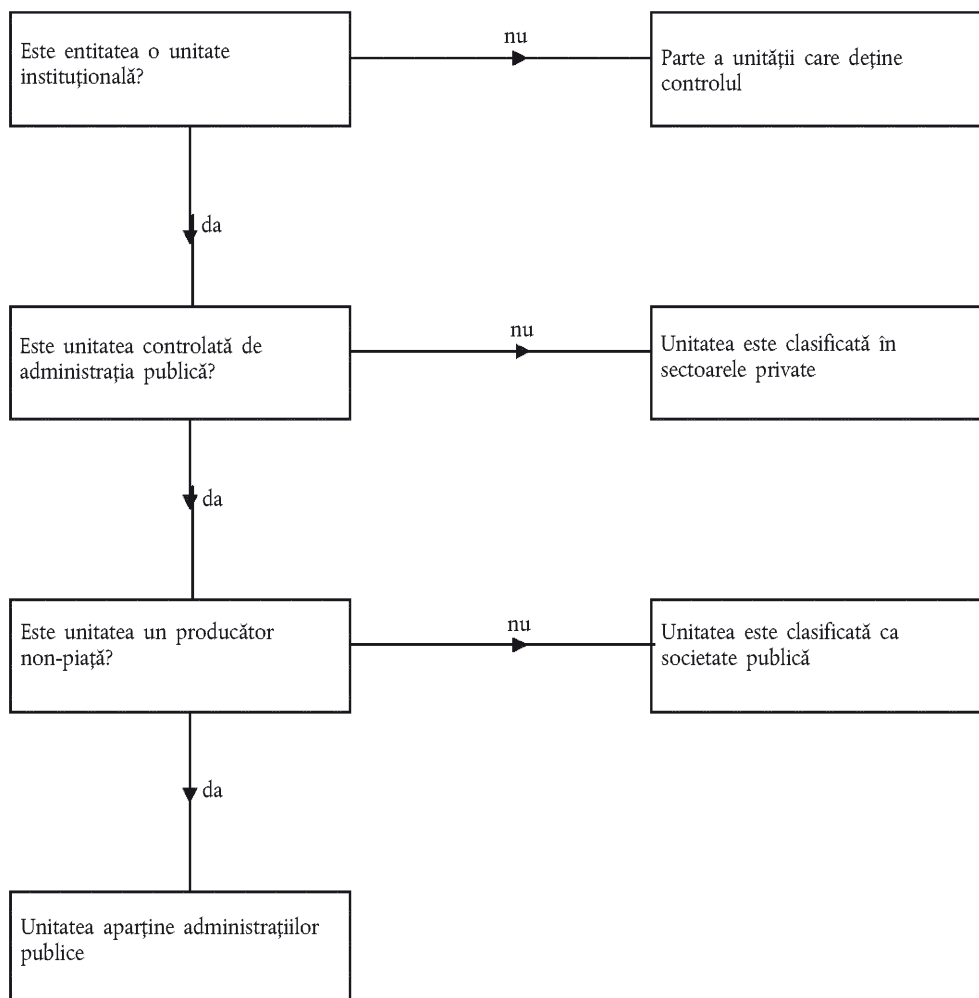 Este entitatea o unitate
instituțională?
nu
Parte a unității care deține
controlul
da
Este unitatea controlată de
administrația publică?
nu
Unitatea este clasificată în
sectoarele private
da
Este unitatea un producător
non-piață?
nu
Unitatea este clasificată ca
societate publică
da
Unitatea aparține administrațiilor
publice